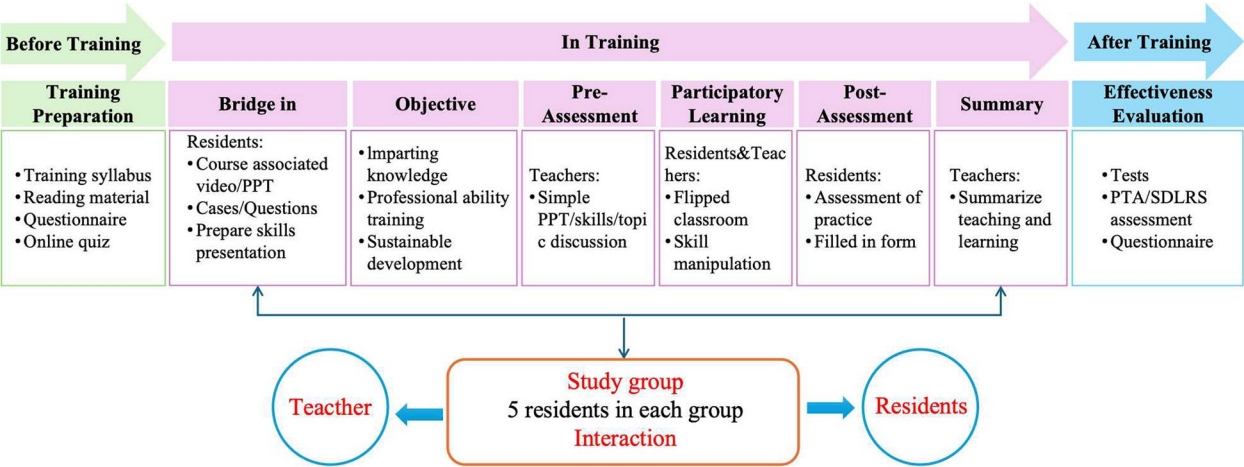 Before Training
In Training
After Training
Training
Preparation
Bridge in
Objective
Pre-
Assessment
Participatory
Learning
Post-
Assessment
Summary
Effectiveness
Evaluation
• Training syllabus
• Reading material
• Questionnaire
• Online quiz
Residents:
• Course associated
video/PPT
• Cases/Questions
• Prepare skills
presentation
• Imparting
knowledge
• Professional ability
training
• Sustainable
development
Teachers:
• Simple
PPT/skills/topi
c discussion
Residents&Teac
hers:
• Flipped
classroom
• Skill
manipulation
Residents:
• Assessment of
practice
• Filled in form
Teachers:
• Summarize
teaching and
learning
• Tests
• PTA/SDLRS
assessment
• Questionnaire
Teacther
Study group
5 residents in each group
Interaction
Residents